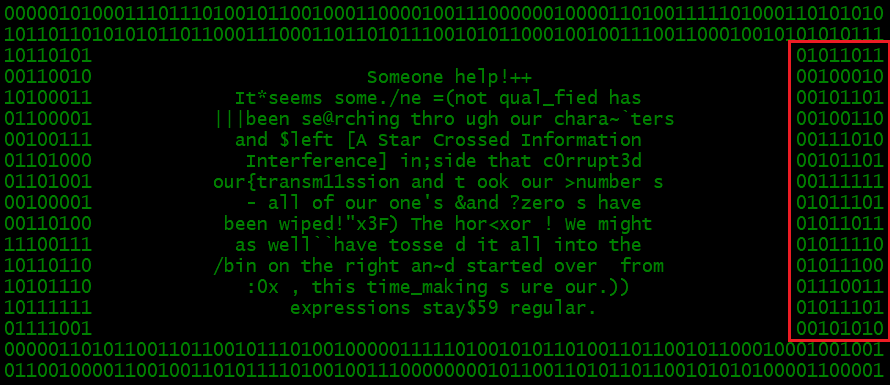 00000101000111011101001011001000110000100111000000100001101001111101000110101010
10110110101010110110001110001101101011100101011000100100111001100010010101010111
10110101 01011011
00110010 Someone help!++ 00100010
10100011 It*seems some./ne =(not qual_fied has 00101101
01100001 |||been se@rching thro ugh our chara~`ters 00100110
00100111 and $left [A Star Crossed Information 00111010
01101000 Interference] in;side that c0rrupt3d 00101101
01101001 our{transm11ssion and t ook our >number s 00111111
00100001 - all of our one's &and ?zero s have 01011101
00110100 been wiped!"x3F) The hor<xor ! We might 01011011
11100111 as well``have tosse d it all into the 01011110
10110110 /bin on the right an~d started over  from 01011100
10101110 :0x , this time_making s ure our.)) 01110011
10111111 expressions stay$59 regular. 01011101
01111001 00101010
00000110101100110110010111010010000011111010010101101001101100101100010001001001
01100100001100100110101111010010011100000000101100110101101100101010100001100001